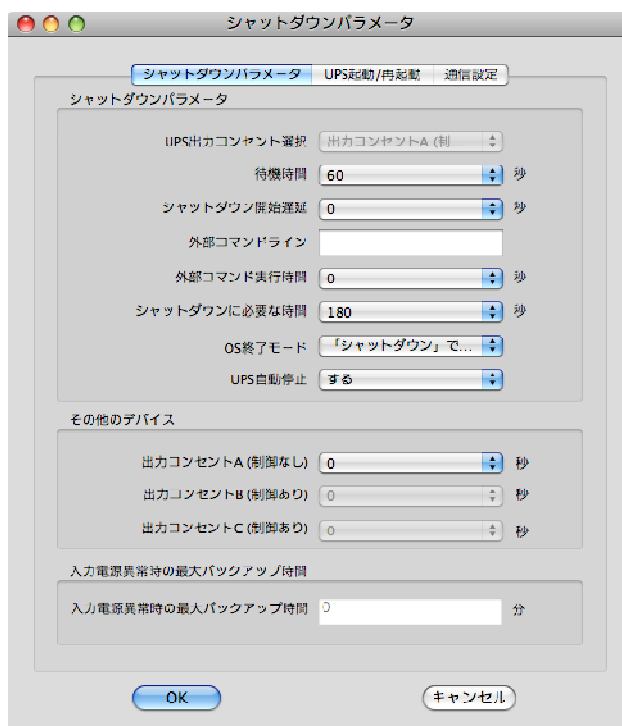 シャットダウンパラメータ
シャットダウンパラメータ UPS起動/再起動 通信設定
シャットダウンパラメータ
UPS出力コンセント選択 出力コンセントA (制
待機時間 60 秒
シャットダウン開始遅延 0 秒
外部コマンドライン
外部コマンド実行時間 0 秒
シャットダウンに必要な時間 180 秒
OS終了モード 「シャットダウン」で...
UPS自動停止 する
その他のデバイス
出力コンセントA (制御なし) 0 秒
出力コンセントB (制御あり) 0 秒
出力コンセントC (制御あり) 0 秒
入力電源異常時の最大バックアップ時間
入力電源異常時の最大バックアップ時間 0 分
OK キャンセル